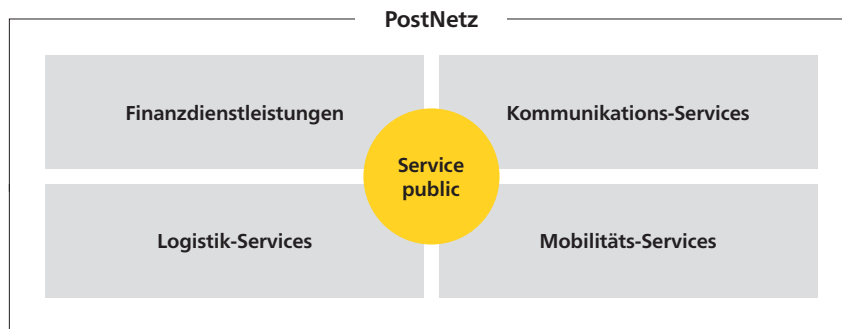 PostNetz
Finanzdienstleistungen
Kommunikations-Services
Service
public
Logistik-Services
Mobilitäts-Services